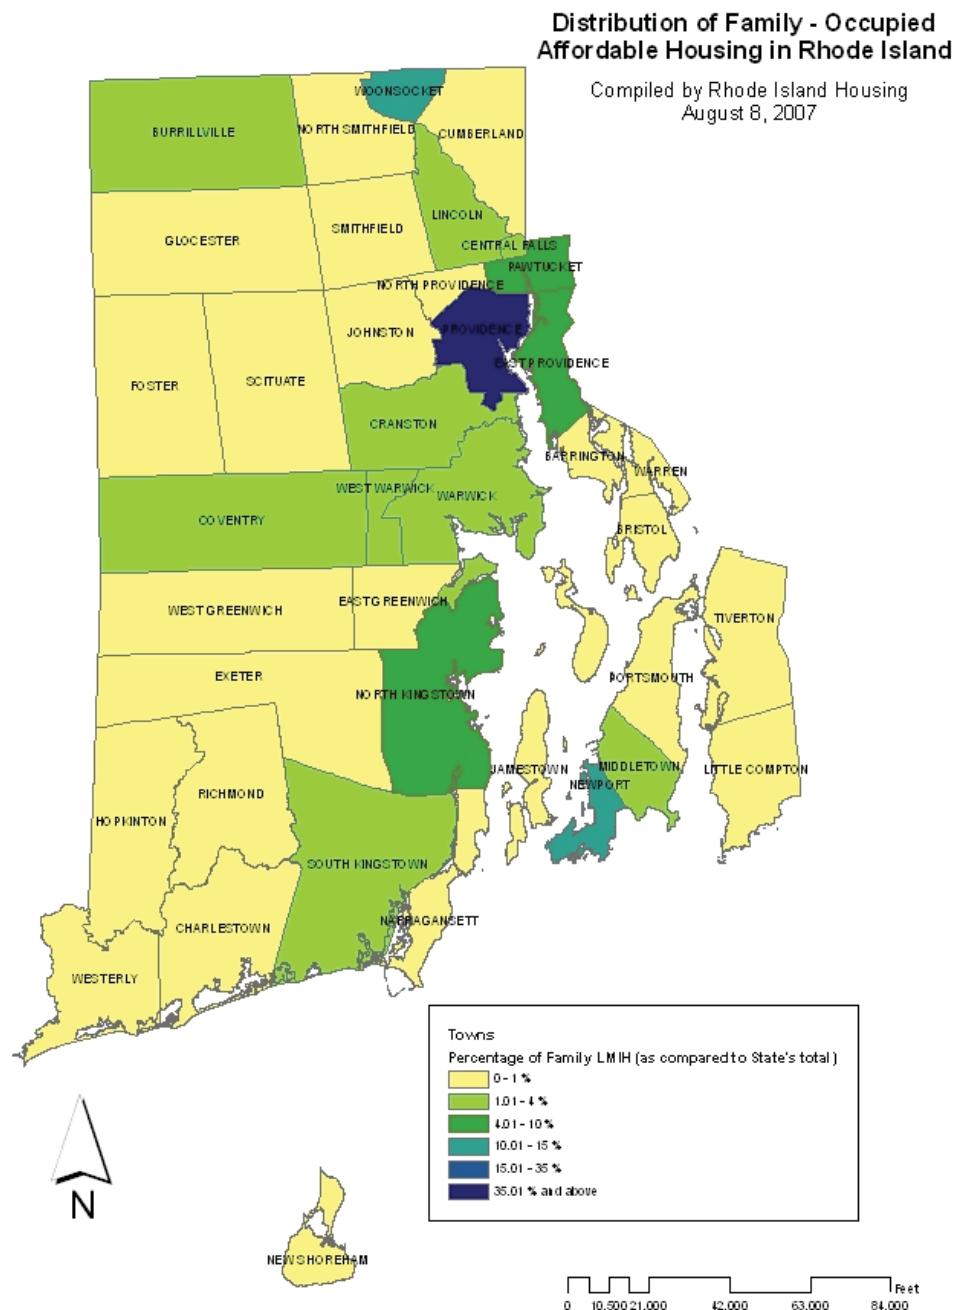 Distribution of Family - Occupied
Affordable Housing in Rhode Island
Compiled by Rhode Island Housing
August 8, 2007
WOONSOCKET
BURRILLVILLE
NORTH SMITHFIELD
CUMBERLAND
LINCOLN
SMITHFIELD
GLOCESTER
CENTRAL FALLS
PAWTUCKET
NORTH PROVIDENCE
JOHNSTON
PROVIDENCE
EAST PROVIDENCE
FOSTER
SCITUATE
CRANSTON
BARRINGTON
WARREN
WEST WARWICK
WARWICK
COVENTRY
BRISTOL
WEST GREENWICH
EAST GREENWICH
TIVERTON
EXETER
PORTSMOUTH
NORTH KINGSTOWN
JAMESTOWN
MIDDLETOWN
LITTLE COMPTON
NEWPORT
RICHMOND
HOPKINTON
SOUTH KINGSTOWN
NARRAGANSETT
CHARLESTOWN
WESTERLY
Towns
Percentage of Family LMIH (as compared to State's total)
0 - 1 %
1.01 - 4 %
4.01 - 10 %
10.01 - 15 %
15.01 - 35 %
35.01 % and above
N
NEW SHOREHAM
Feet
0 10,500 21,000 42,000 63,000 84,000